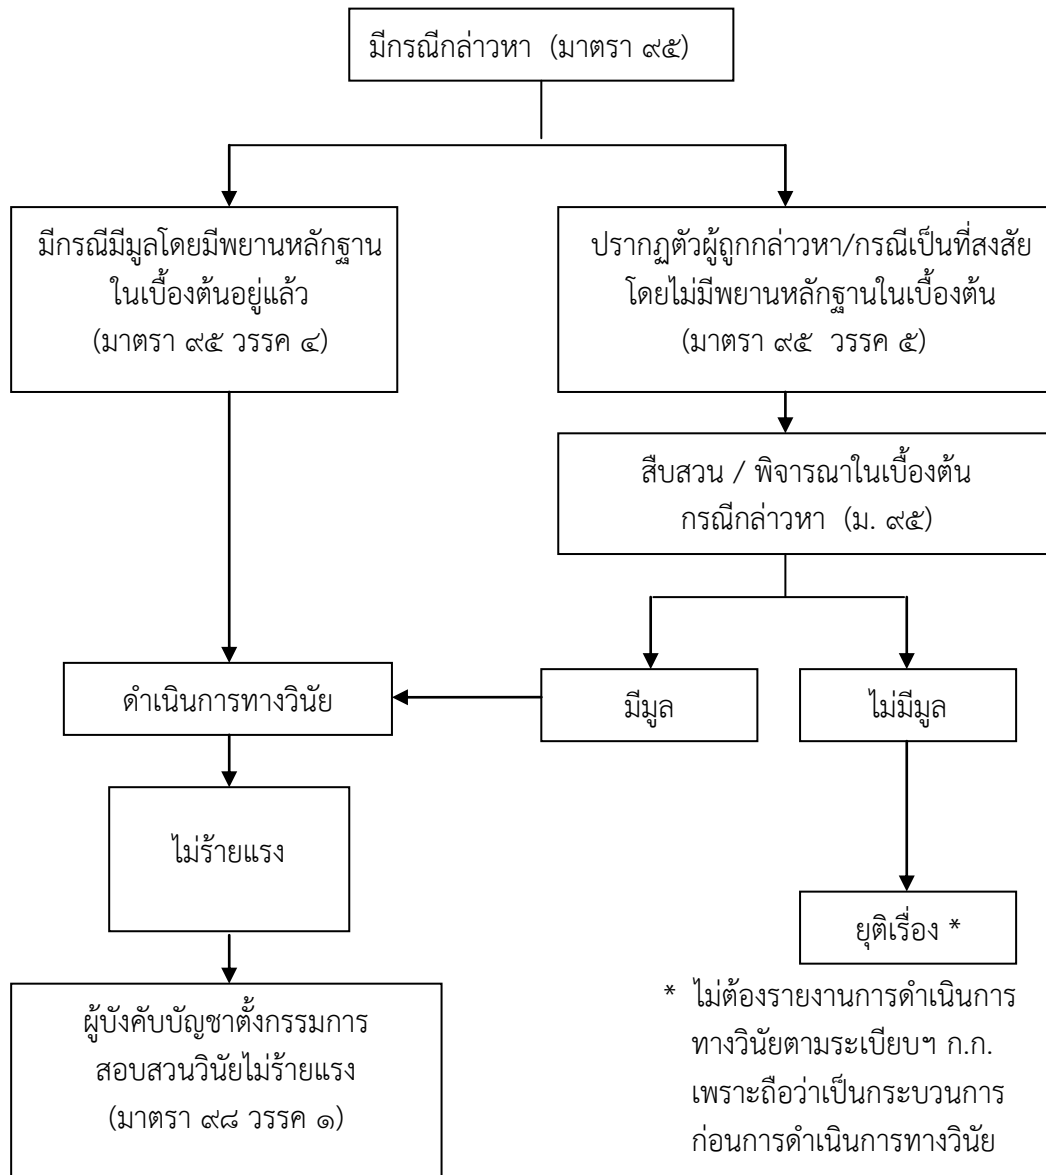 มีกรณีกล่าวหา (มาตรา ๙๕)
มีกรณีมีมูลโดยมีพยานหลักฐาน
ในเบื้องต้นอยู่แล้ว
(มาตรา ๙๕ วรรค ๔)
ปรากฏตัวผู้ถูกกล่าวหา/กรณีเป็นที่สงสัย
โดยไม่มีพยานหลักฐานในเบื้องต้น
(มาตรา ๙๕ วรรค ๕)
สืบสวน / พิจารณาในเบื้องต้น
กรณีกล่าวหา (ม. ๙๕)
ดำเนินการทางวินัย
มีมูล
ไม่มีมูล
ไม่ร้ายแรง
ยุติเรื่อง *
ผู้บังคับบัญชาตั้งกรรมการ
สอบสวนวินัยไม่ร้ายแรง
(มาตรา ๙๘ วรรค ๑)
* ไม่ต้องรายงานการดำเนินการ
ทางวินัยตามระเบียบฯ ก.ก.
เพราะถือว่าเป็นกระบวนการ
ก่อนการดำเนินการทางวินัย